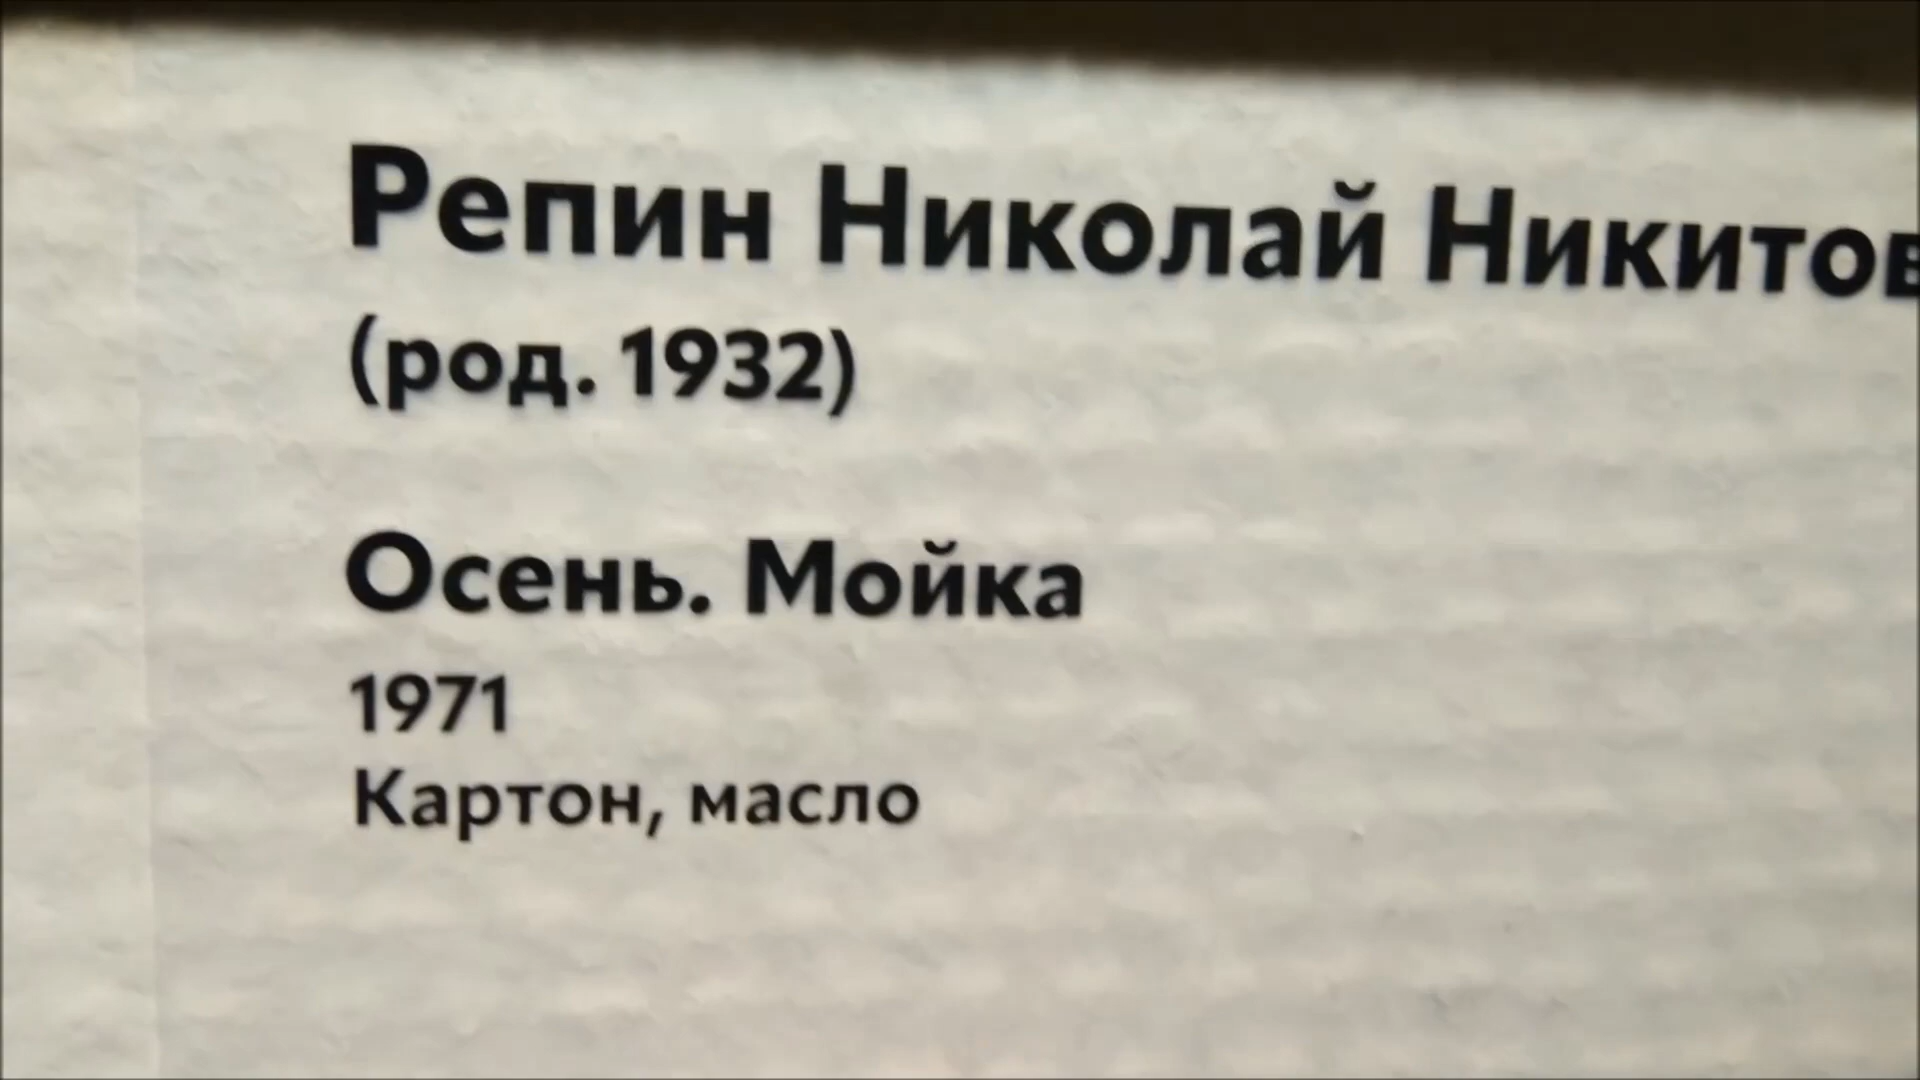 Репин Николай Никитов
(род. 1932)
Осень. Мойка
1971
Картон, масло